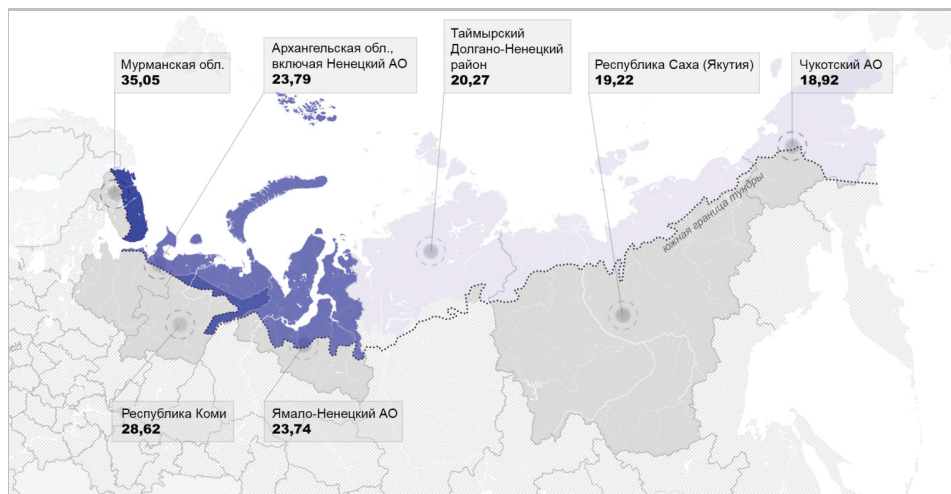 Мурманская обл.
35,05
Архангельская обл.,
включая Ненецкий АО
23,79
Таймырский
Долгано-Ненецкий
район
20,27
Республика Саха (Якутия)
19,22
Чукотский АО
18,92
южная граница тундры
Республика Коми
28,62
Ямало-Ненецкий АО
23,74